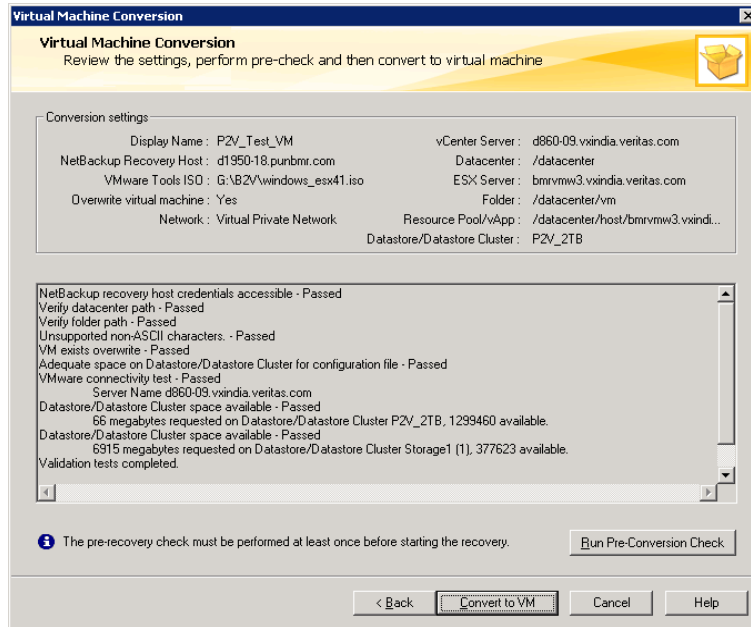 Virtual Machine Conversion
Virtual Machine Conversion
Review the settings, perform pre-check and then convert to virtual machine
Conversion settings
Display Name : P2V_Test_VM
NetBackup Recovery Host : d1950-18.punbmr.com
VMware Tools ISO : G:\B2V\windows_esx41.iso
Overwrite virtual machine : Yes
Network : Virtual Private Network
vCenter Server : d860-09.vxindia.veritas.com
Datacenter : /datacenter
ESX Server : bmrvmw3.vxindia.veritas.com
Folder : /datacenter/vm
Resource Pool/vApp : /datacenter/host/bmrvmw3.vxindi...
Datastore/Datastore Cluster : P2V_2TB
NetBackup recovery host credentials accessible - Passed
Verify datacenter path - Passed
Verify folder path - Passed
Unsupported non-ASCII characters. - Passed
VM exists overwrite - Passed
Adequate space on Datastore/Datastore Cluster for configuration file - Passed
VMware connectivity test - Passed
Server Name d860-09.vxindia.veritas.com
Datastore/Datastore Cluster space available - Passed
66 megabytes requested on Datastore/Datastore Cluster P2V_2TB, 1299460 available.
Datastore/Datastore Cluster space available - Passed
6915 megabytes requested on Datastore/Datastore Cluster Storage1 (1), 377623 available.
Validation tests completed.
The pre-recovery check must be performed at least once before starting the recovery.
Run Pre-Conversion Check
< Back
Convert to VM
Cancel
Help